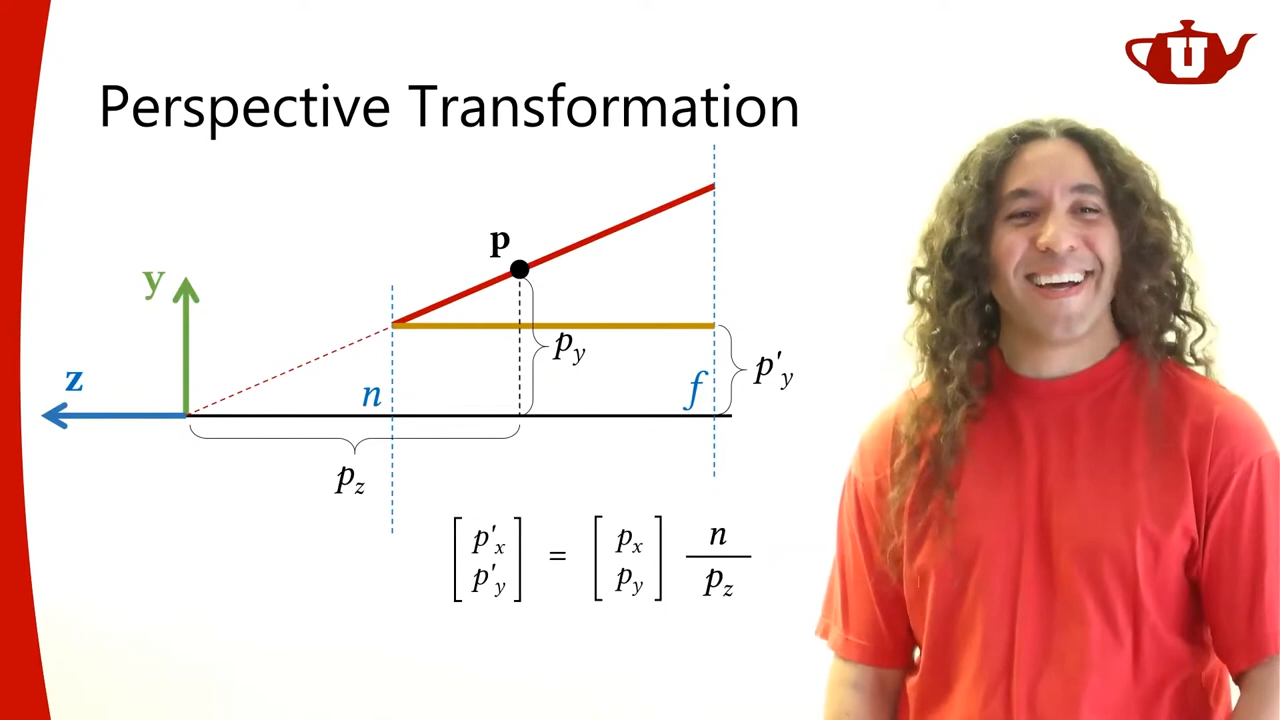 U
Perspective Transformation
p
y
p_y
z
n
f
p'_y
p_z
[p'_x p'_y] = [p_x p_y] n/p_z